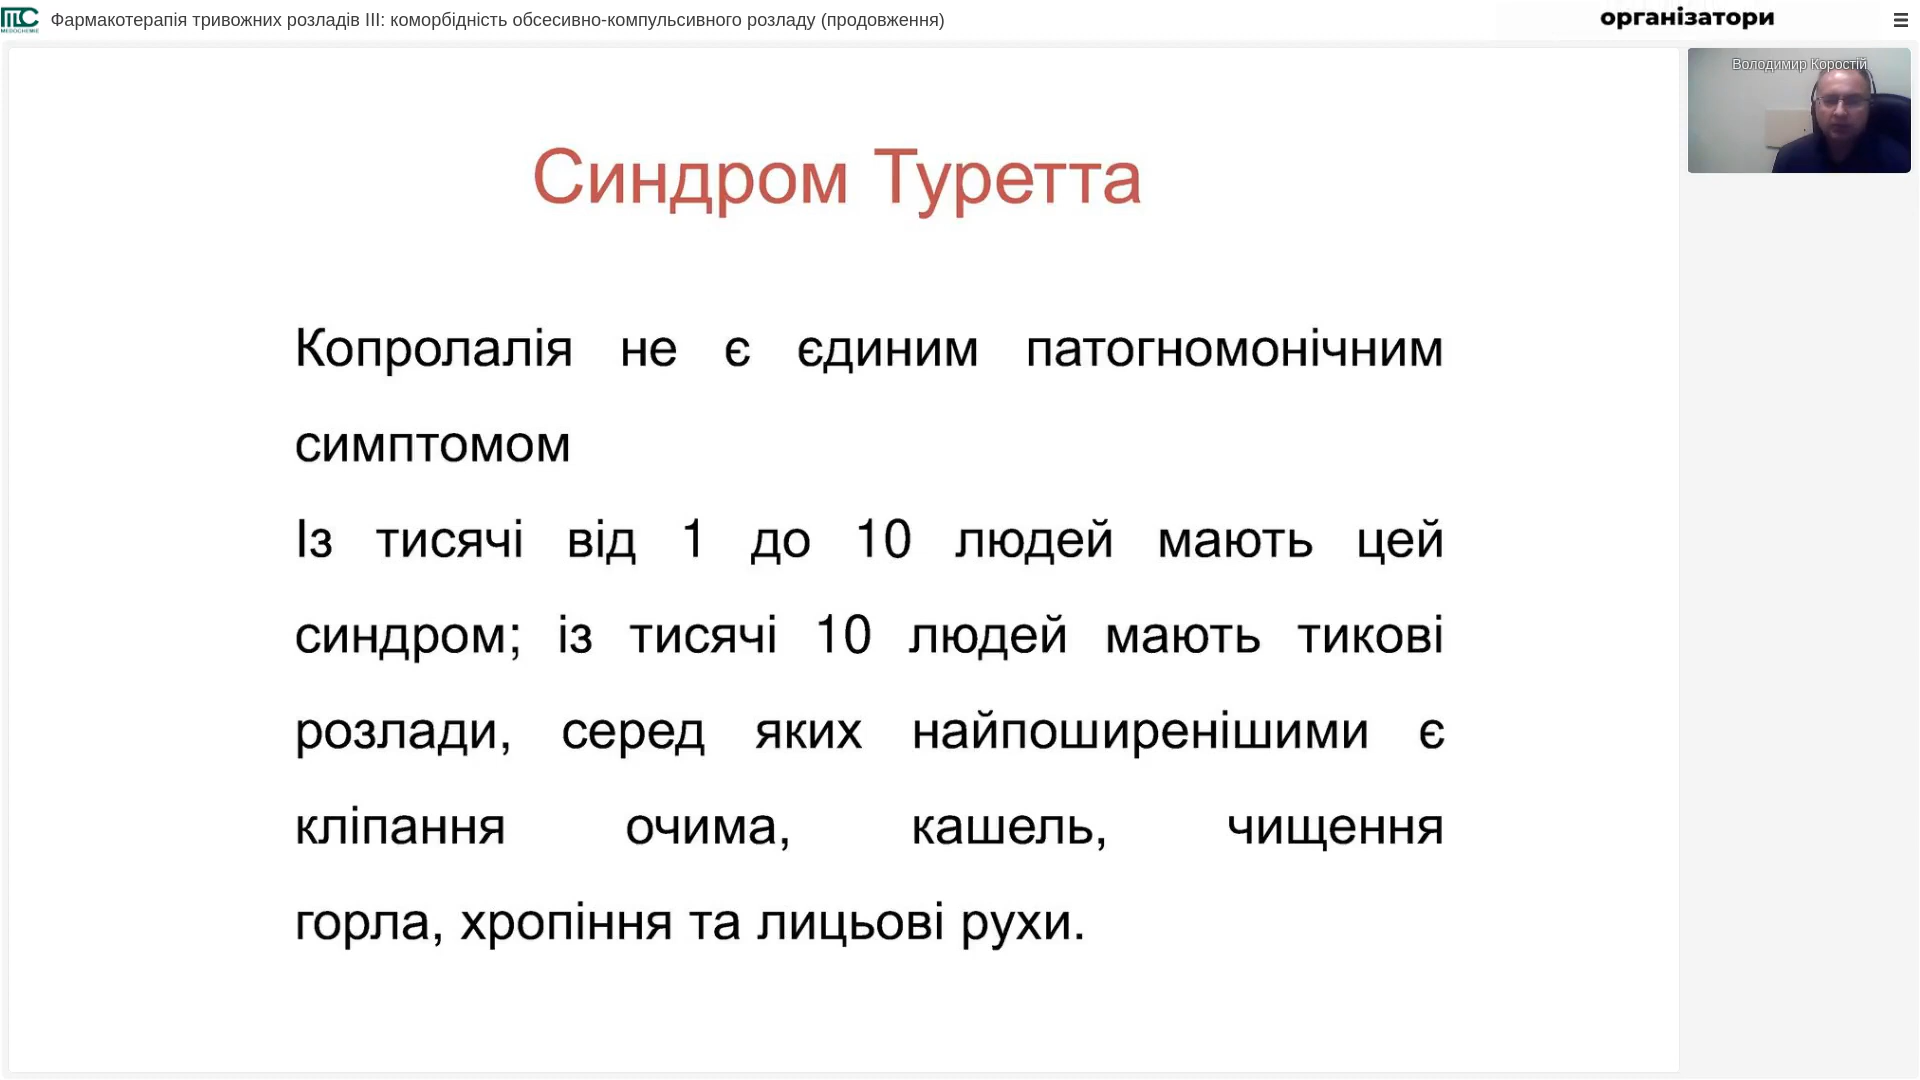 Фармакотерапія тривожних розладів III: коморбідність обсесивно-компульсивного розладу (продовження)
організатори
MEDOCHEMIE
Володимир Коростій
Синдром Туретта
Копролалія не є єдиним патогномонічним
симптомом
Із тисячі від 1 до 10 людей мають цей
синдром; із тисячі 10 людей мають тикові
розлади, серед яких найпоширенішими є
кліпання очима, кашель, чищення
горла, хропіння та лицьові рухи.